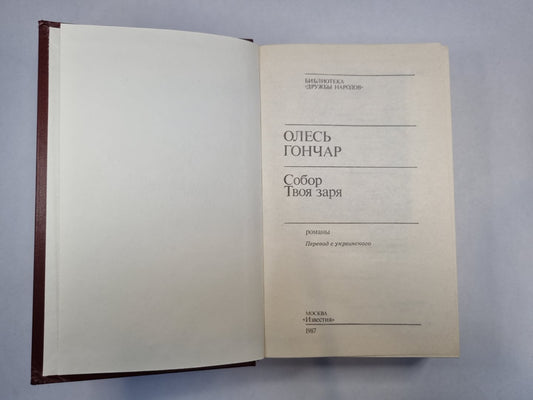 БИБЛИОТЕКА
«ДРУЖБЫ НАРОДОВ»
ОЛЕСЬ
ГОНЧАР
Собор
Твоя заря
романы
Перевод с украинского
МОСКВА
«Известия»
1987